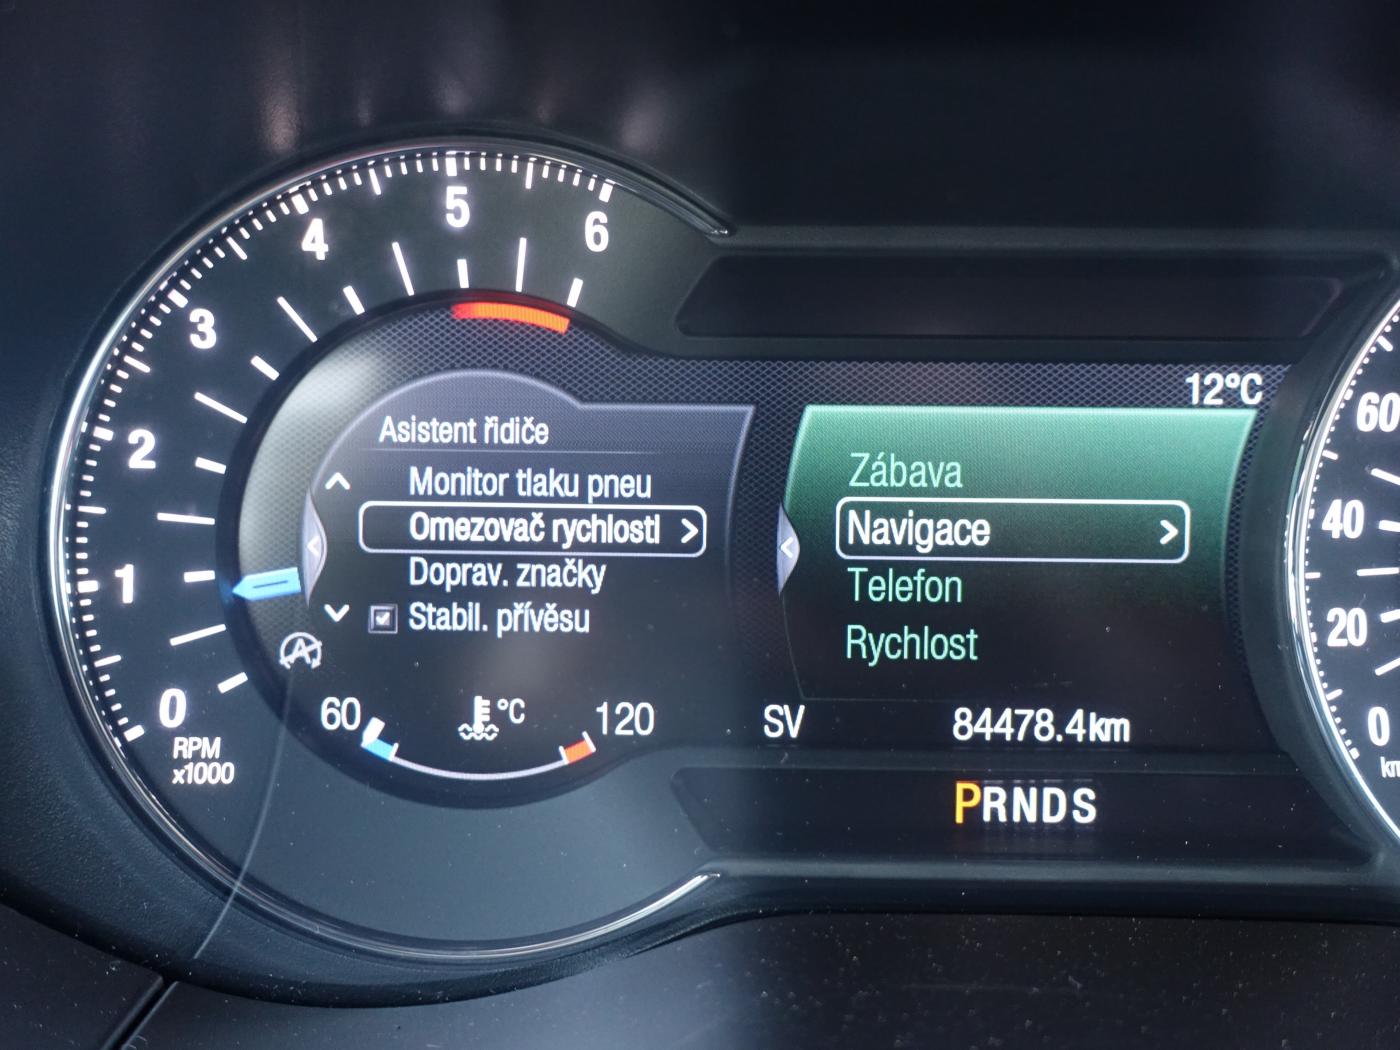 6
5
4
3
2
1
0
RPM
x1000
12°C
Asistent řidiče
Monitor tlaku pneu
Omezovač rychlosti
Doprav. značky
Stabil. přívěsu
60
°C
120
Zábava
Navigace
Telefon
Rychlost
SV
84478.4km
PRNDS
60
40
20
0